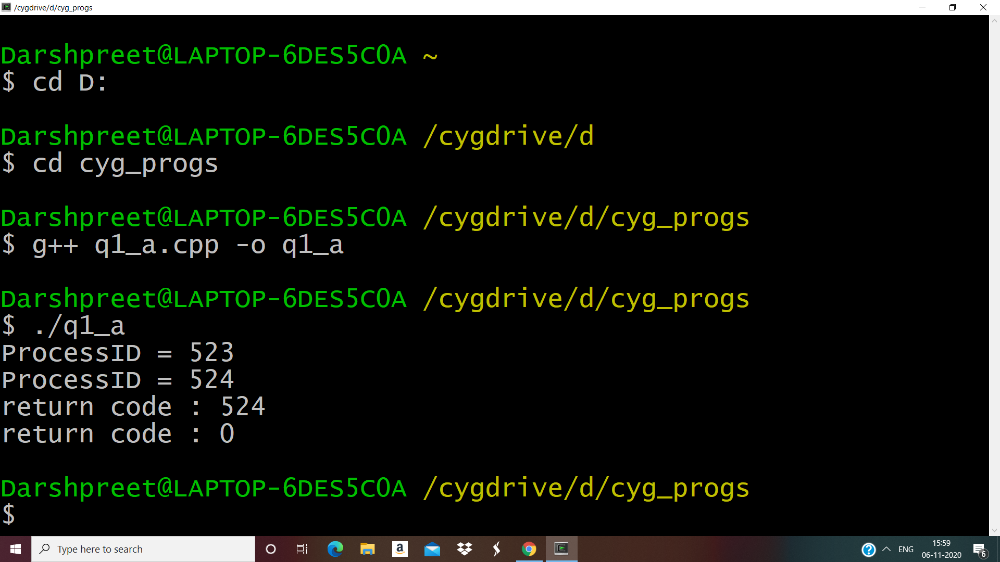 /cygdrive/d/cyg_progs
Darshpreet@LAPTOP-6DES5C0A ~
$ cd D:
Darshpreet@LAPTOP-6DES5C0A /cygdrive/d
$ cd cyg_progs
Darshpreet@LAPTOP-6DES5C0A /cygdrive/d/cyg_progs
$ g++ q1_a.cpp -o q1_a
Darshpreet@LAPTOP-6DES5C0A /cygdrive/d/cyg_progs
$ ./q1_a
ProcessID = 523
ProcessID = 524
return code : 524
return code : 0
Darshpreet@LAPTOP-6DES5C0A /cygdrive/d/cyg_progs
$
Type here to search
a
?
ENG
15:59
06-11-2020
6